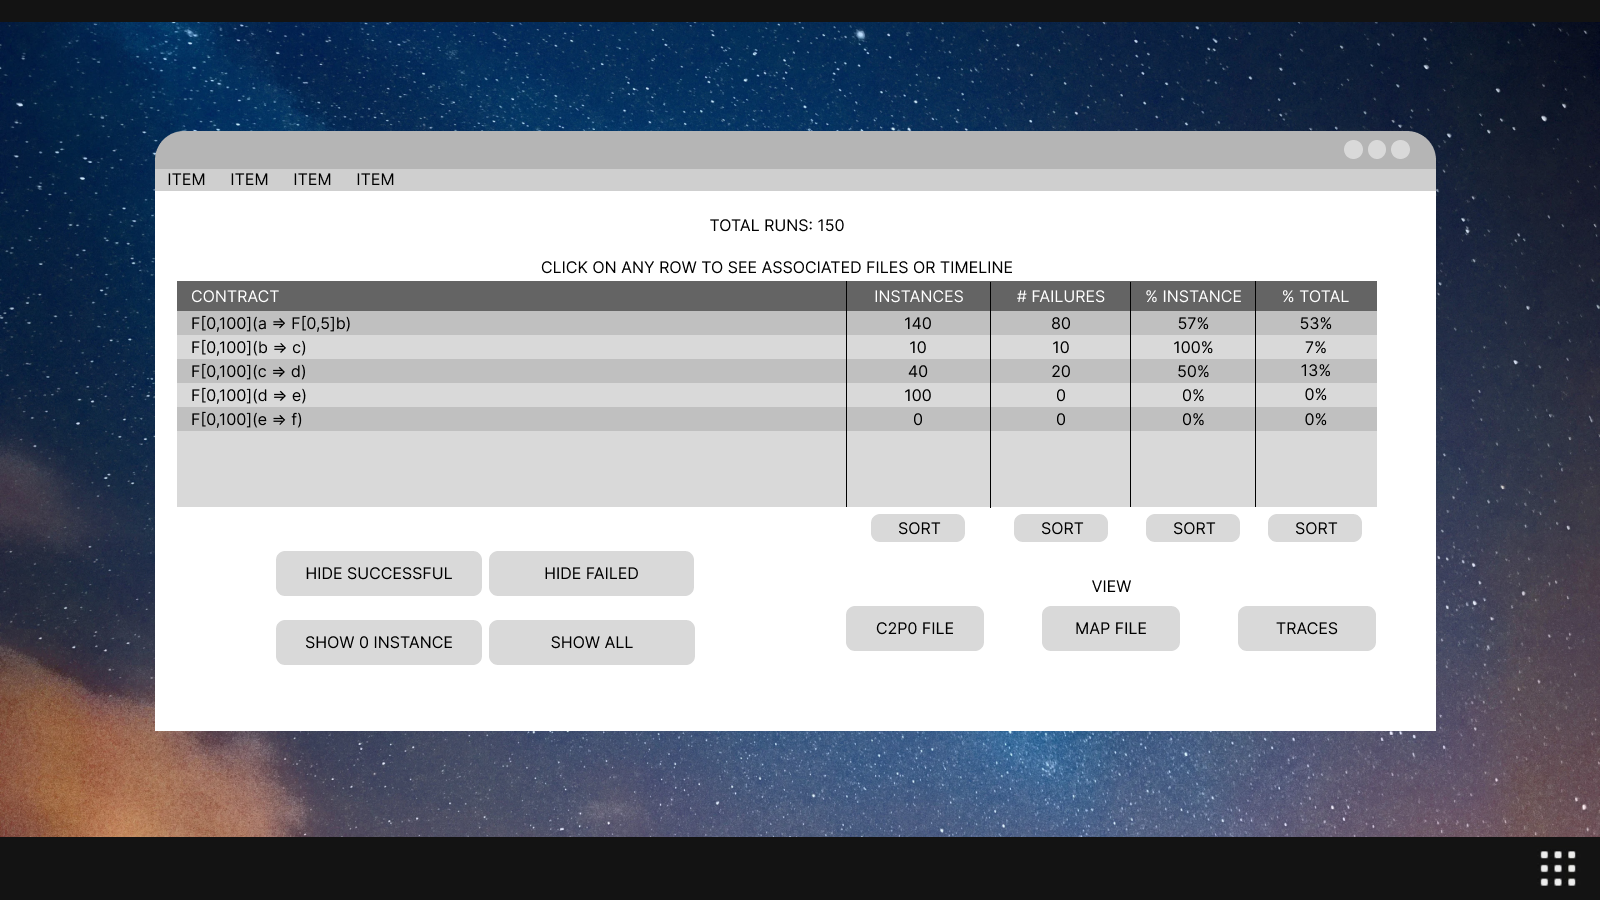 ITEM ITEM ITEM ITEM
TOTAL RUNS: 150
CLICK ON ANY ROW TO SEE ASSOCIATED FILES OR TIMELINE
CONTRACT INSTANCES # FAILURES % INSTANCE % TOTAL
F[0,100](a ⇒ F[0,5]b) 140 80 57% 53%
F[0,100](b ⇒ c) 10 10 100% 7%
F[0,100](c ⇒ d) 40 20 50% 13%
F[0,100](d ⇒ e) 100 0 0% 0%
F[0,100](e ⇒ f) 0 0 0% 0%
SORT SORT SORT SORT
HIDE SUCCESSFUL HIDE FAILED
VIEW
C2P0 FILE MAP FILE TRACES
SHOW 0 INSTANCE SHOW ALL